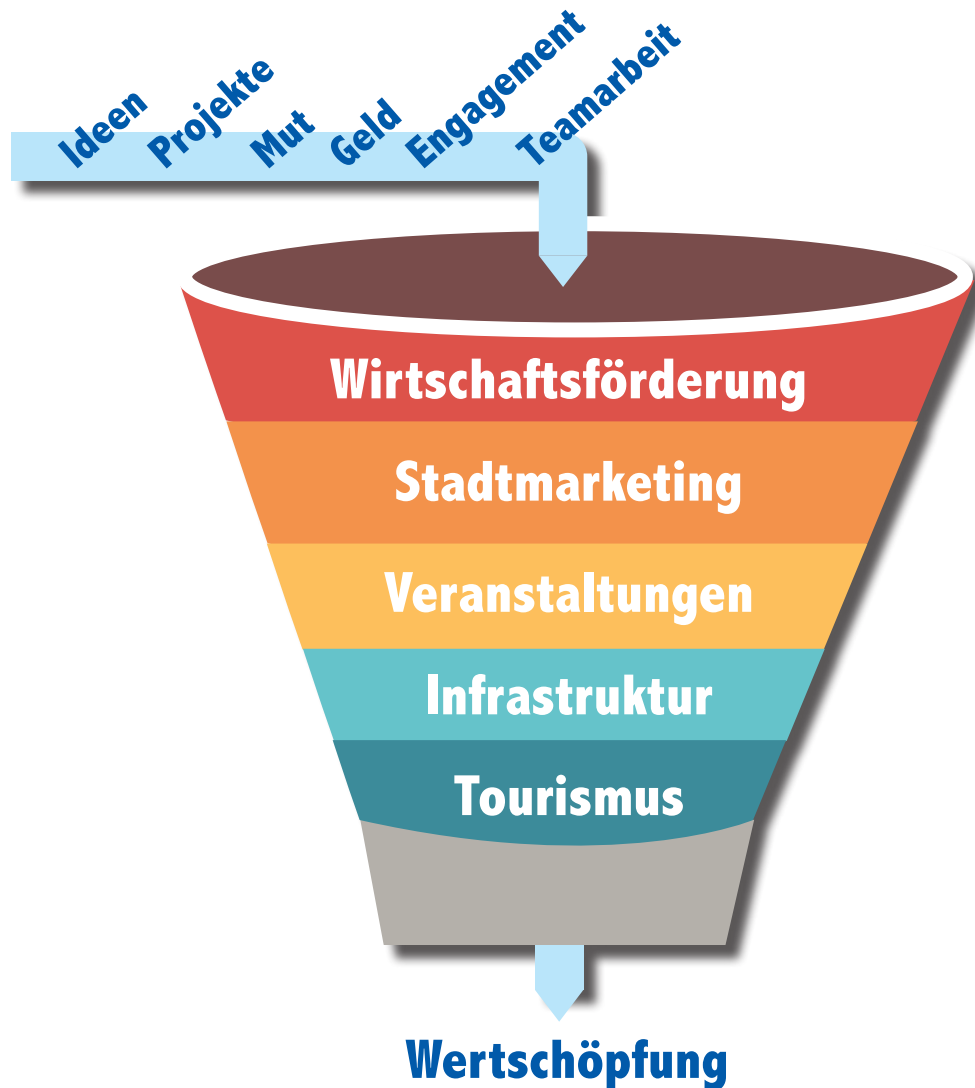 Ideen
Projekte
Mut
Geld
Engagement
Teamarbeit
Wirtschaftsförderung
Stadtmarketing
Veranstaltungen
Infrastruktur
Tourismus
Wertschöpfung